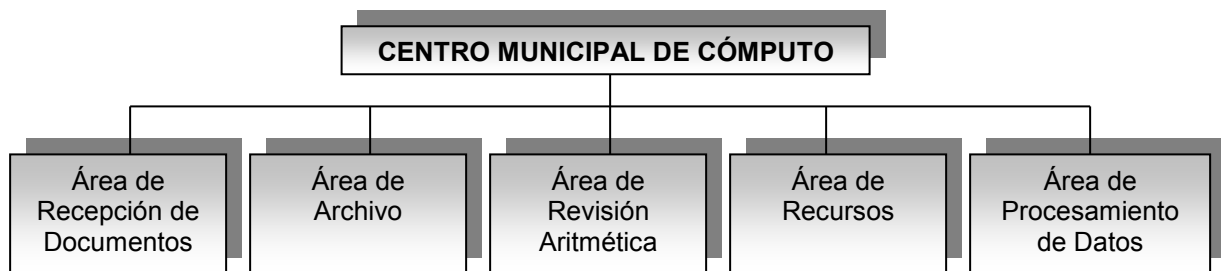 CENTRO MUNICIPAL DE CÓMPUTO
Área de
Recepción de
Documentos
Área de
Archivo
Área de
Revisión
Aritmética
Área de
Recursos
Área de
Procesamiento
de Datos